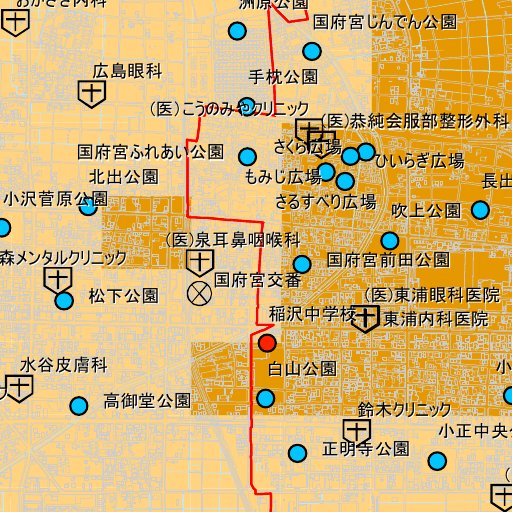 おかざき内科
洲原公園
国府宮じんでん公園
広島眼科
手枕公園
(医)こうのみやクリニック
(医)恭純会服部整形外科
さくら広場
国府宮ふれあい公園
ひいらぎ広場
北出公園
もみじ広場
長出
小沢菅原公園
さるすべり広場
吹上公園
(医)泉耳鼻咽喉科
森メンタルクリニック
国府宮前田公園
国府宮交番
松下公園
(医)東浦眼科医院
稲沢中学校
東浦内科医院
水谷皮膚科
白山公園
小
高御堂公園
鈴木クリニック
小正中央
正明寺公園